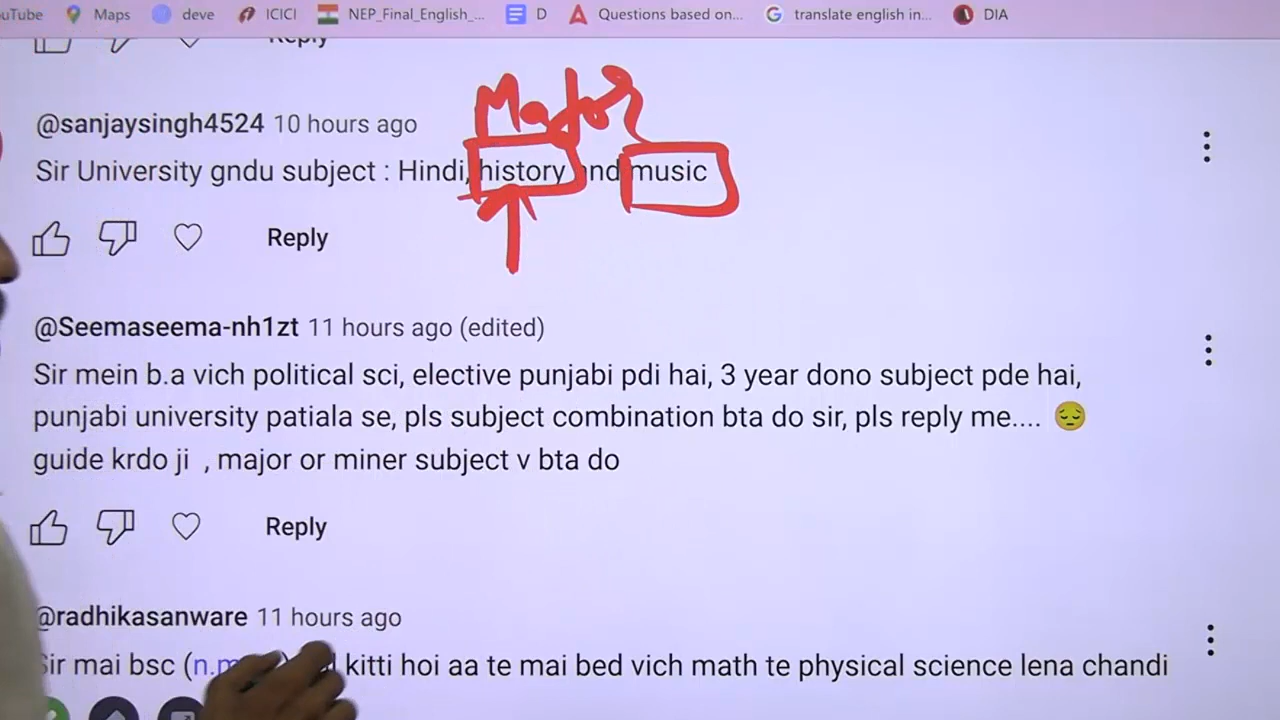 uTube Maps deve ICICI NEP_Final_English_... D Questions based on... translate english in... DIA
Reply
Major
@sanjaysingh4524 10 hours ago
Sir University gndu subject : Hindi, history and music
Reply
@Seemaseema-nh1zt 11 hours ago (edited)
Sir mein b.a vich political sci, elective punjabi pdi hai, 3 year dono subject pde hai,
punjabi university patiala se, pls subject combination bta do sir, pls reply me.... 😔
guide krdo ji , major or miner subject v bta do
Reply
@radhikasanware 11 hours ago
Sir mai bsc (n.m kitti hoi aa te mai bed vich math te physical science lena chandi